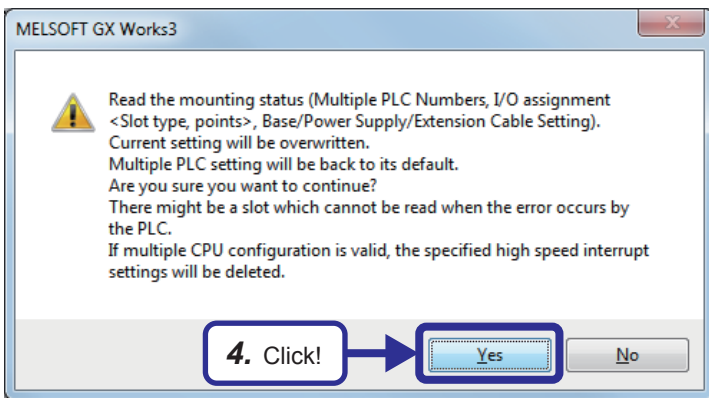 MELSOFT GX Works3
Read the mounting status (Multiple PLC Numbers, I/O assignment
<Slot type, points>, Base/Power Supply/Extension Cable Setting).
Current setting will be overwritten.
Multiple PLC setting will be back to its default.
Are you sure you want to continue?
There might be a slot which cannot be read when the error occurs by
the PLC.
If multiple CPU configuration is valid, the specified high speed interrupt
settings will be deleted.
4. Click!
Yes
No